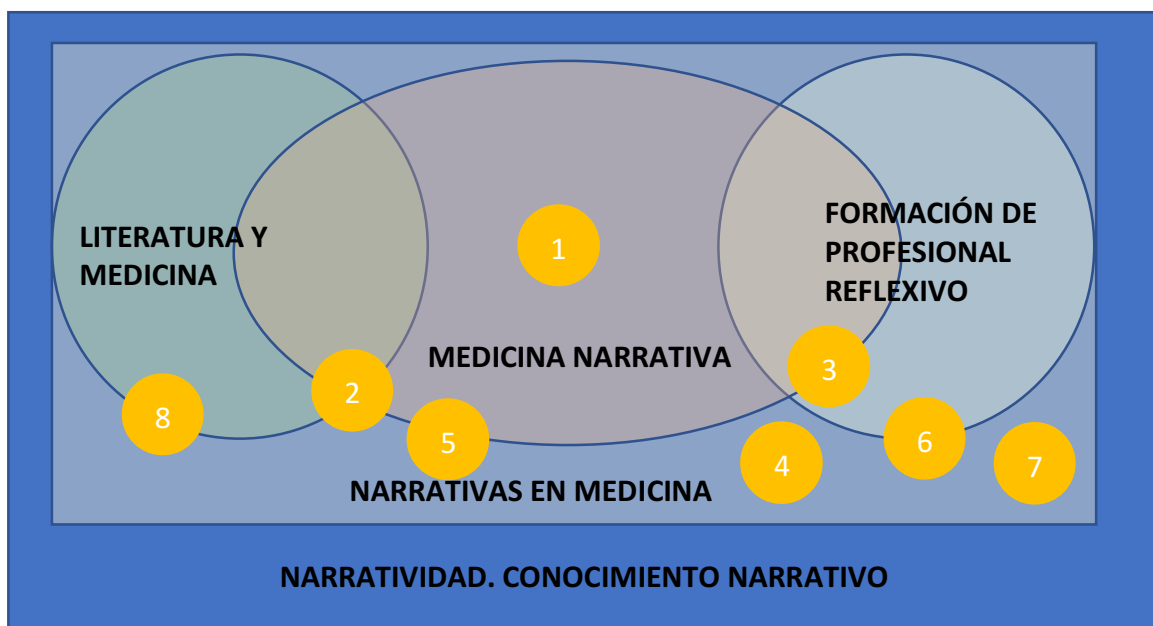 LITERATURA Y
MEDICINA
FORMACIÓN DE
PROFESIONAL
REFLEXIVO
1
MEDICINA NARRATIVA
3
2
8
5
6
4
7
NARRATIVAS EN MEDICINA
NARRATIVIDAD. CONOCIMIENTO NARRATIVO